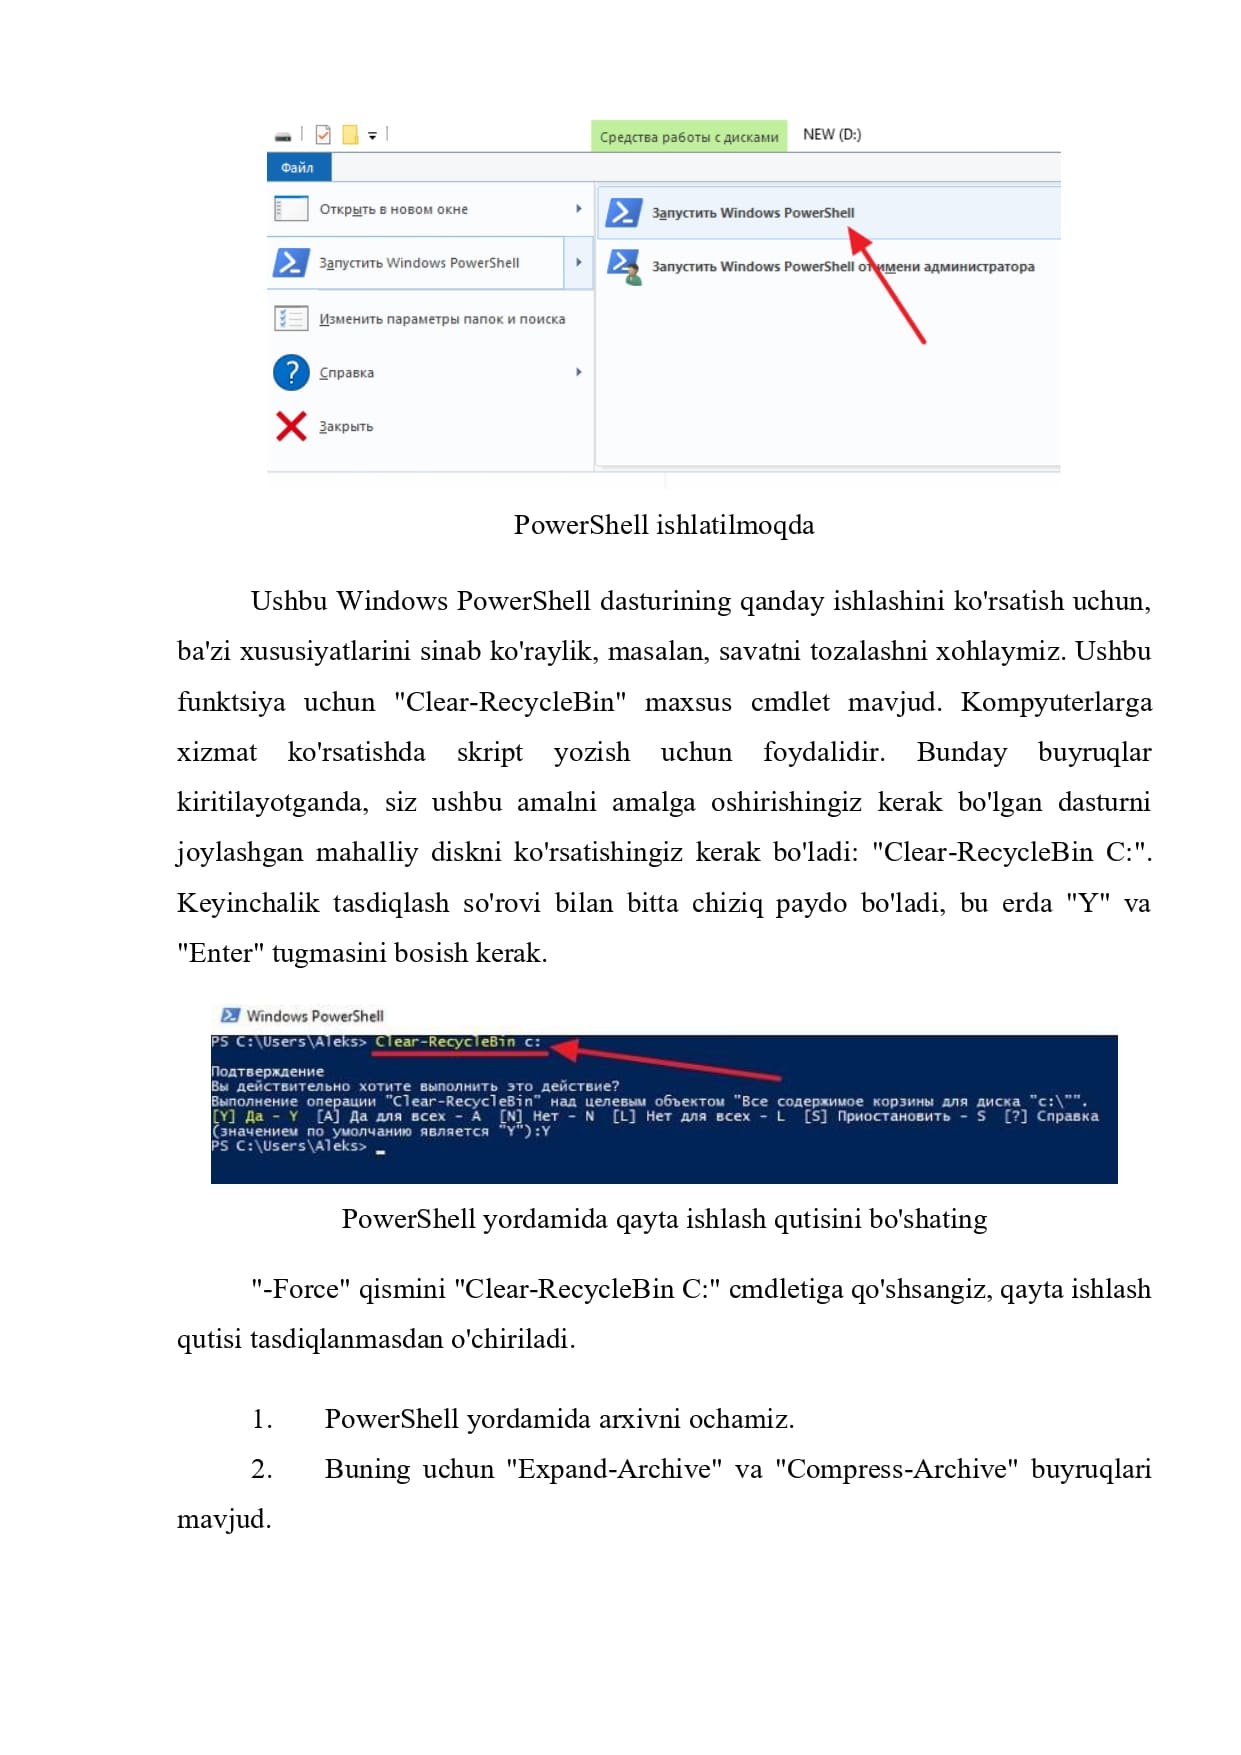 Средства работы с дисками NEW (D:)
Файл
Открыть в новом окне
Запустить Windows PowerShell
Запустить Windows PowerShell
Запустить Windows PowerShell от имени администратора
Изменить параметры папок и поиска
Справка
Закрыть
PowerShell ishlatilmoqda
Ushbu Windows PowerShell dasturining qanday ishlashini ko'rsatish uchun,
ba'zi xususiyatlarini sinab ko'raylik, masalan, savatni tozalashni xohlaymiz. Ushbu
funktsiya uchun "Clear-RecycleBin" maxsus cmdlet mavjud. Kompyuterlarga
xizmat ko'rsatishda skript yozish uchun foydalidir. Bunday buyruqlar
kiritilayotganda, siz ushbu amalni amalga oshirishingiz kerak bo'lgan dasturni
joylashgan mahalliy diskni ko'rsatishingiz kerak bo'ladi: "Clear-RecycleBin C:".
Keyinchalik tasdiqlash so'rovi bilan bitta chiziq paydo bo'ladi, bu erda "Y" va
"Enter" tugmasini bosish kerak.
Windows PowerShell
PS C:\Users\Aleks> Clear-RecycleBin c:
Подтверждение
Вы действительно хотите выполнить это действие?
Выполнение операции "Clear-RecycleBin" над целевым объектом "Все содержимое корзины для диска "c:\"".
[Y] Да - Y [A] Да для всех - A [N] Нет - N [L] Нет для всех - L [S] Приостановить - S [?] Справка
(значением по умолчанию является "Y"):Y
PS C:\Users\Aleks> _
PowerShell yordamida qayta ishlash qutisini bo'shating
"-Force" qismini "Clear-RecycleBin C:" cmdletiga qo'shsangiz, qayta ishlash
qutisi tasdiqlanmasdan o'chiriladi.
1. PowerShell yordamida arxivni ochamiz.
2. Buning uchun "Expand-Archive" va "Compress-Archive" buyruqlari
mavjud.